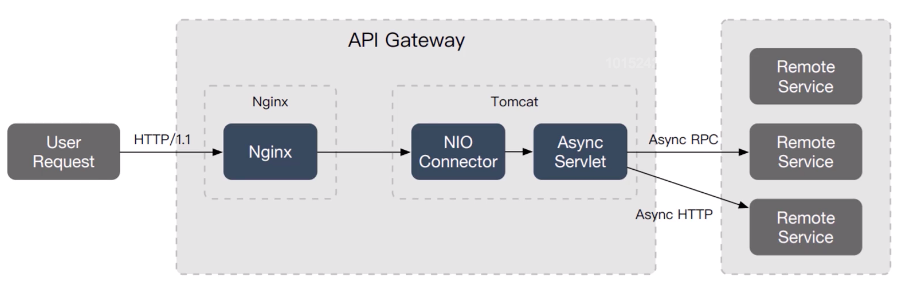 API Gateway
Nginx
Tomcat
User
Request
HTTP/1.1
Nginx
NIO
Connector
Async
Servlet
Async RPC
Async HTTP
Remote
Service
Remote
Service
Remote
Service